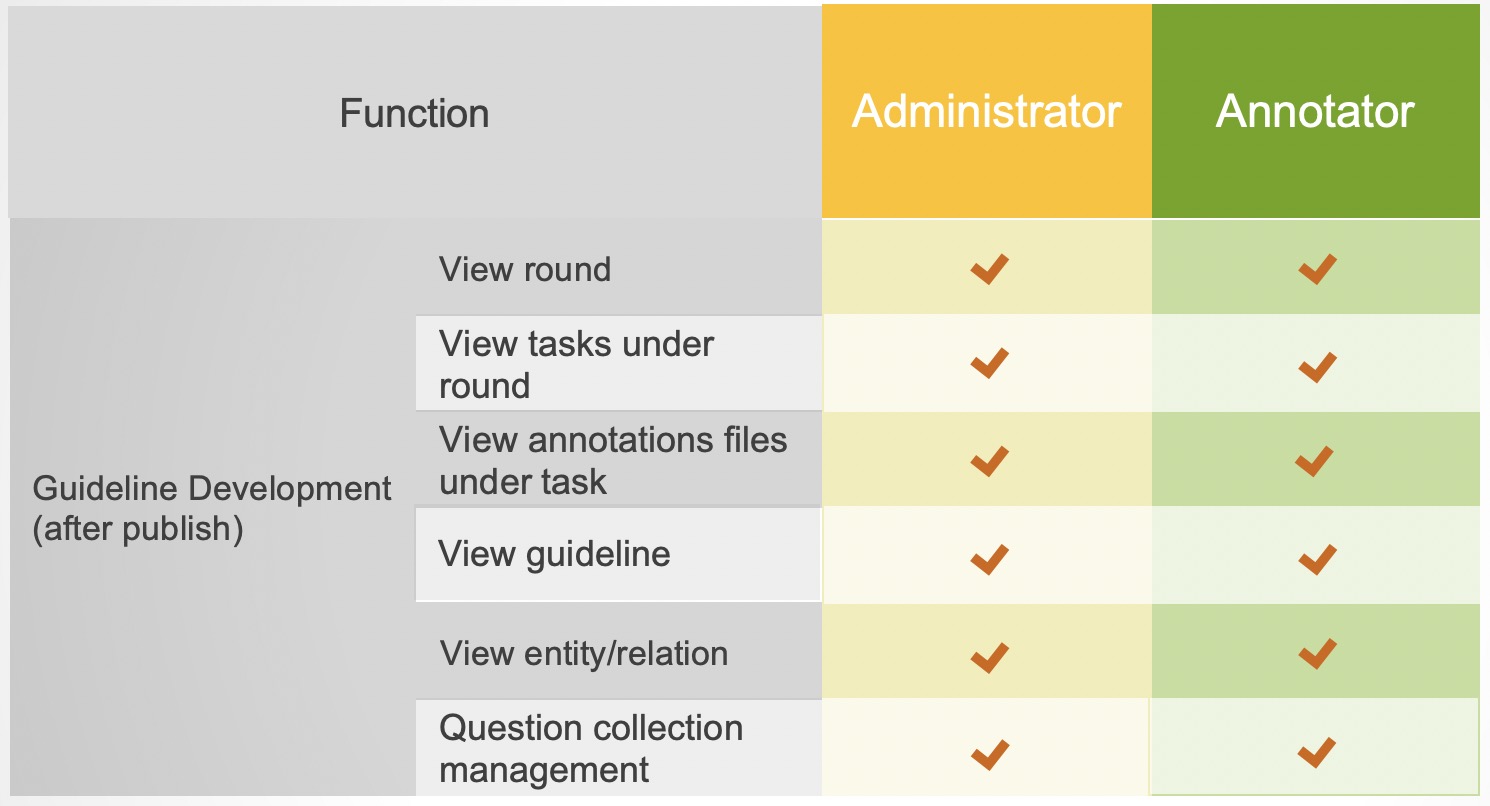 Function
Administrator
Annotator
Guideline Development
(after publish)
View round
View tasks under
round
View annotations files
under task
View guideline
View entity/relation
Question collection
management